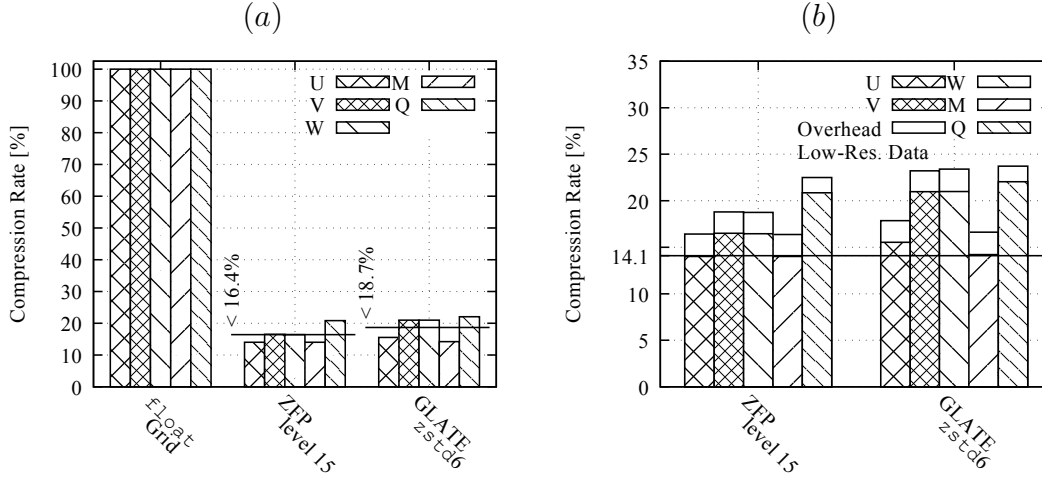 (a)
Compression Rate [%]
100
90
80
70
60
50
40
30
20
10
0
U M
V Q
W
< 16.4%
< 18.7%
float
Grid
ZFP
level 15
GLATE
zstd6
(b)
Compression Rate [%]
35
30
25
20
14.1
10
5
0
U W
V M
Overhead Q
Low-Res. Data
ZFP
level 15
GLATE
zstd6